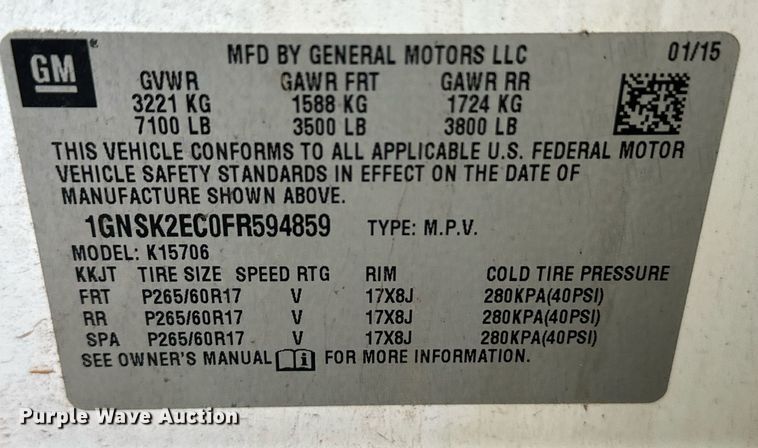 GM
MFD BY GENERAL MOTORS LLC 01/15
GVWR GAWR FRT GAWR RR
3221 KG 1588 KG 1724 KG
7100 LB 3500 LB 3800 LB
THIS VEHICLE CONFORMS TO ALL APPLICABLE U.S. FEDERAL MOTOR
VEHICLE SAFETY STANDARDS IN EFFECT ON THE DATE OF
MANUFACTURE SHOWN ABOVE.
1GNSK2EC0FR594859 TYPE: M.P.V.
MODEL: K15706
KKJT TIRE SIZE SPEED RTG RIM COLD TIRE PRESSURE
FRT P265/60R17 V 17X8J 280KPA(40PSI)
RR P265/60R17 V 17X8J 280KPA(40PSI)
SPA P265/60R17 V 17X8J 280KPA(40PSI)
SEE OWNER'S MANUAL i FOR MORE INFORMATION.
Purple Wave Auction